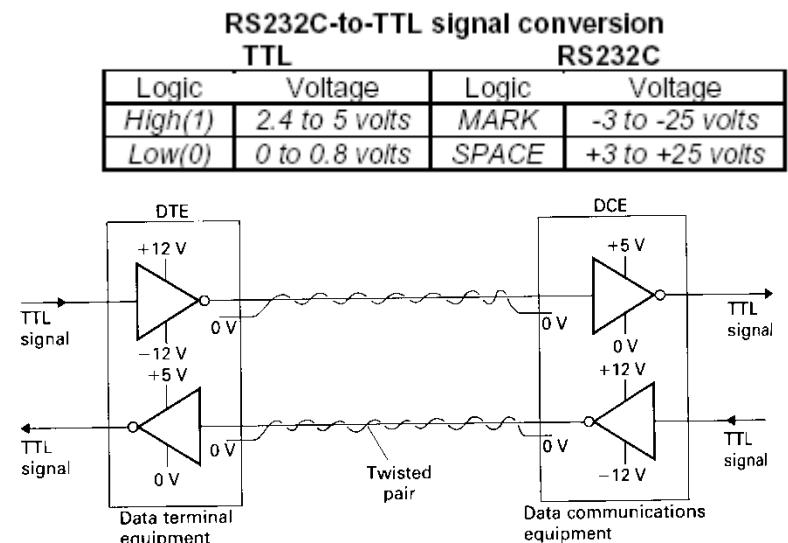 RS232C-to-TTL signal conversion
TTL RS232C
Logic Voltage Logic Voltage
High(1) 2.4 to 5 volts MARK -3 to -25 volts
Low(0) 0 to 0.8 volts SPACE +3 to +25 volts
DTE DCE
+12 V +5 V
TTL
signal
0 V 0 V
TTL
signal
−12 V 0 V
+5 V +12 V
TTL
signal
0 V 0 V
TTL
signal
0 V −12 V
Twisted
pair
Data terminal
equipment
Data communications
equipment